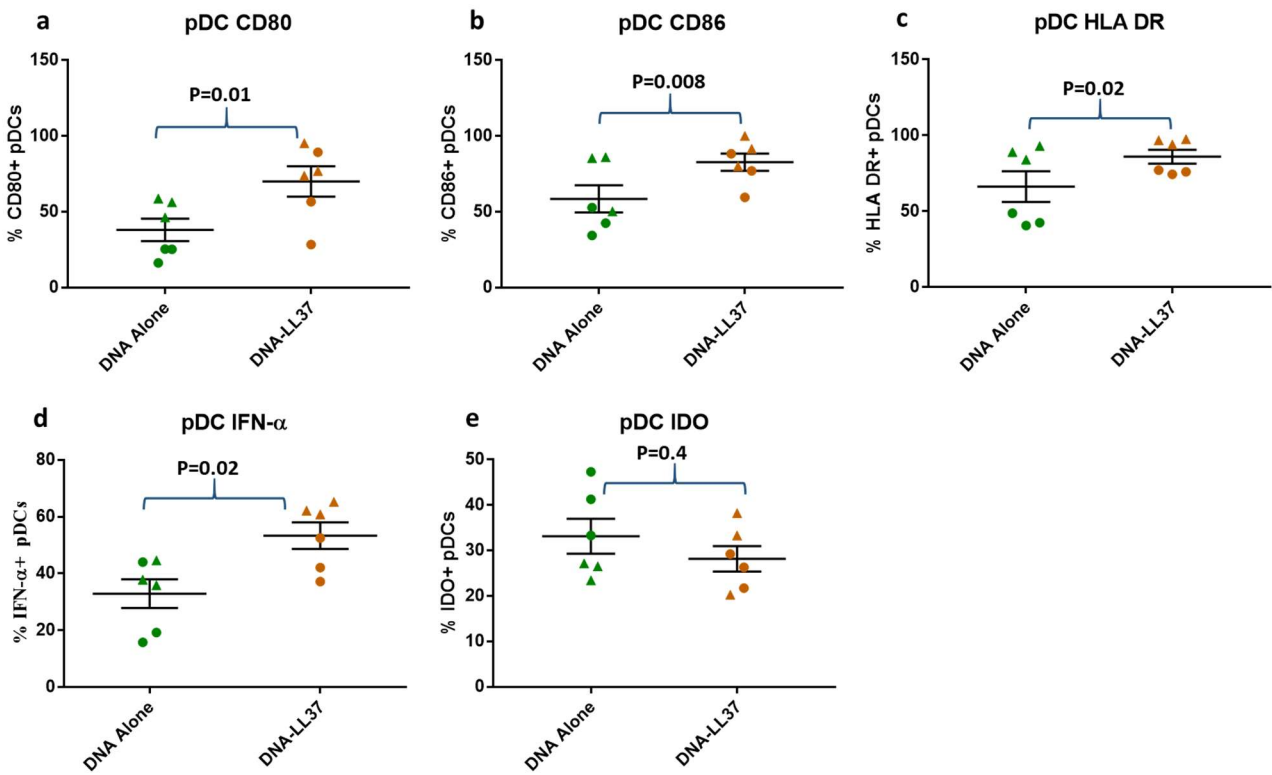 a
pDC CD80
% CD80+ pDCs
150
100
50
0
P=0.01
DNA Alone
DNA-LL37
b
pDC CD86
% CD86+ pDCs
150
100
50
0
P=0.008
DNA Alone
DNA-LL37
c
pDC HLA DR
% HLA DR+ pDCs
150
100
50
0
P=0.02
DNA Alone
DNA-LL37
d
pDC IFN-α
% IFN-α+ pDCs
80
60
40
20
0
P=0.02
DNA Alone
DNA-LL37
e
pDC IDO
% IDO+ pDCs
50
40
30
20
10
0
P=0.4
DNA Alone
DNA-LL37